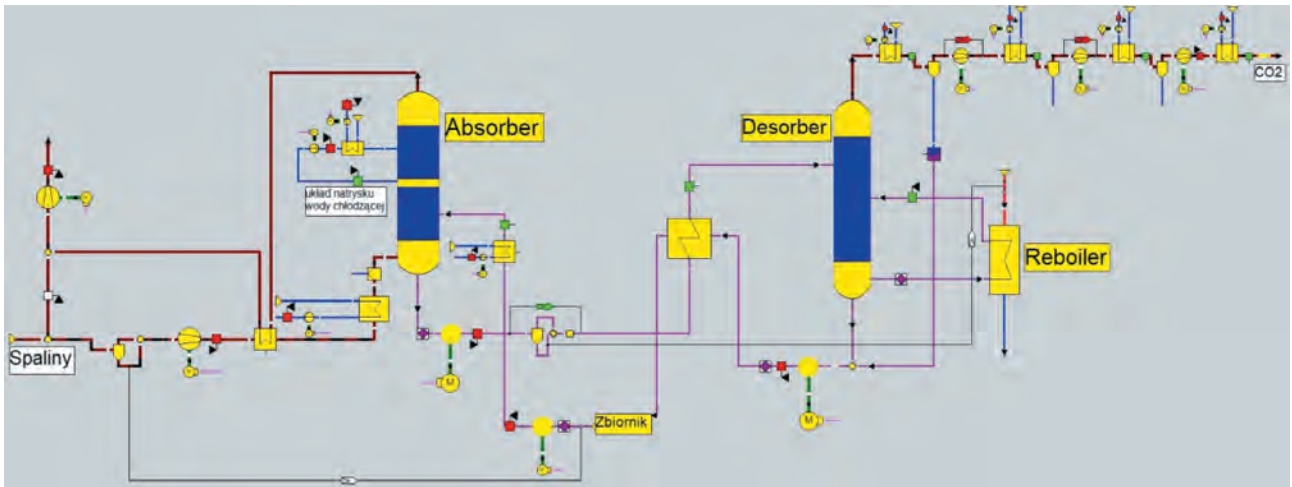 CO2
Absorber
Desorber
układ natrysku
wody chłodzącej
Reboiler
Spaliny
M
M
Zbiornik